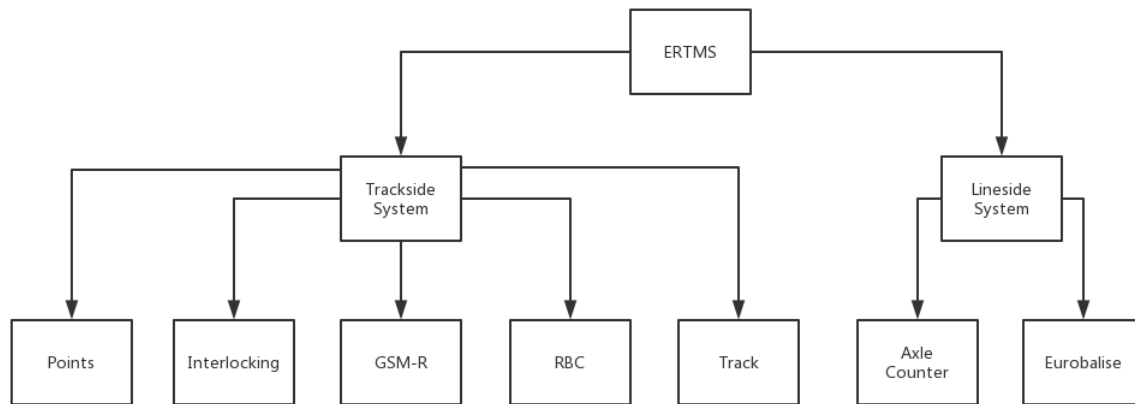 ERTMS
Trackside
System
Lineside
System
Points
Interlocking
GSM-R
RBC
Track
Axle
Counter
Eurobalise